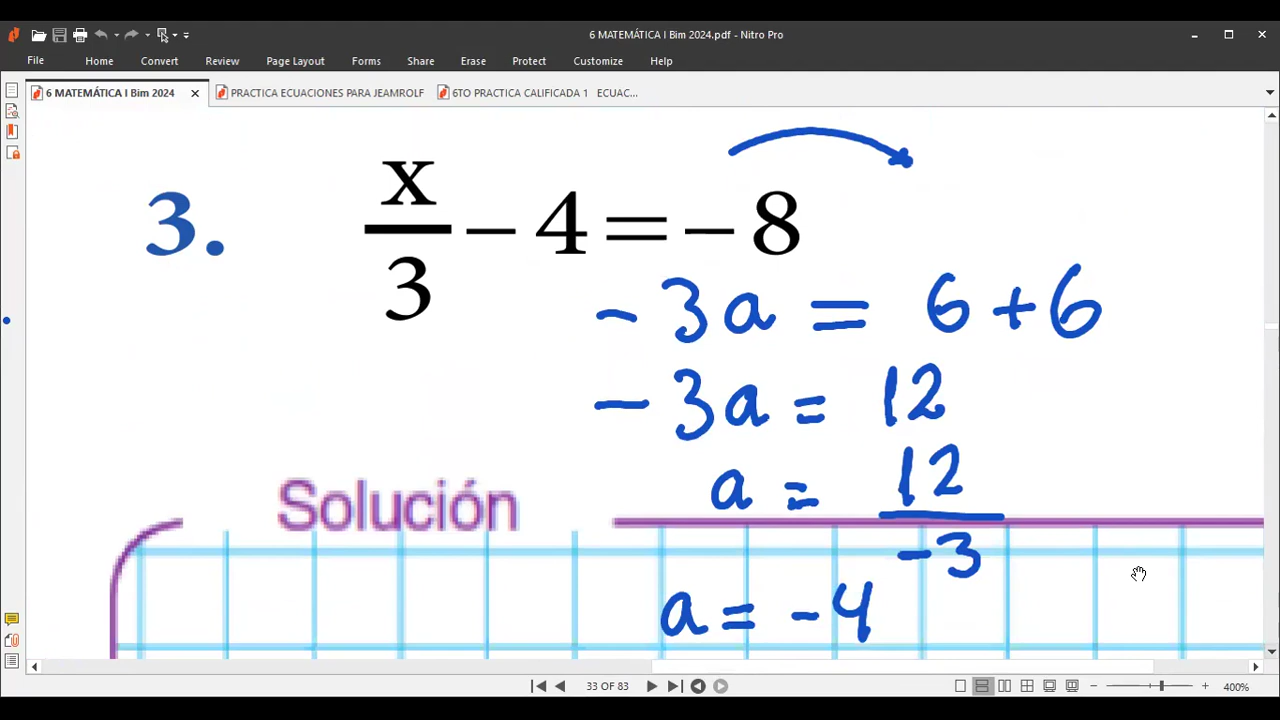 6 MATEMÁTICA I Bim 2024.pdf - Nitro Pro
File Home Convert Review Page Layout Forms Share Erase Protect Customize Help
6 MATEMÁTICA I Bim 2024 PRACTICA ECUACIONES PARA JEAMROLF 6TO PRACTICA CALIFICADA 1 ECUAC...
3. x/3 - 4 = - 8
- 3a = 6 + 6
- 3a = 12
a = 12/-3
Solución
a = - 4
33 OF 83
400%